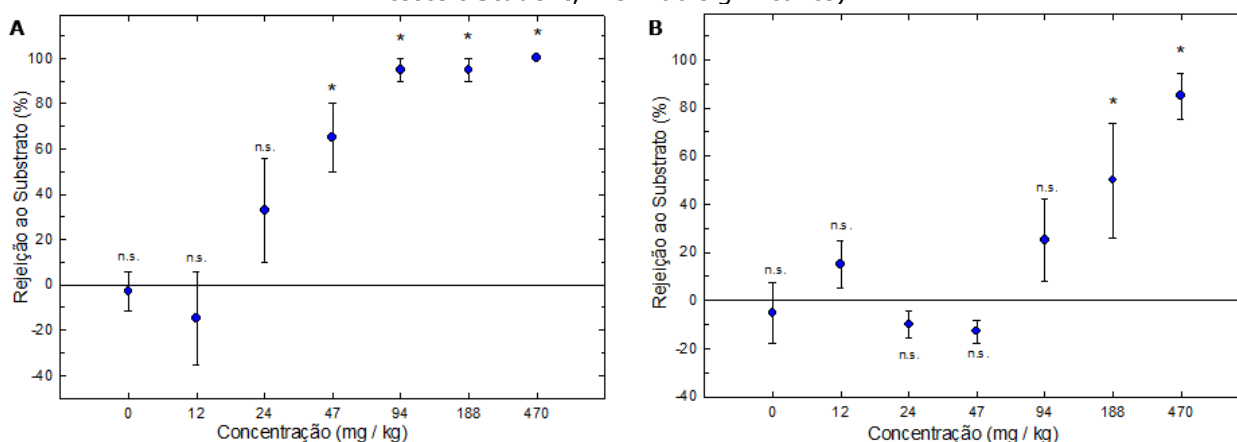 A
Rejeição ao Substrato (%)
100
80
60
40
20
0
-20
-40
n.s.
n.s.
n.s.
*
*
*
*
0 12 24 47 94 188 470
Concentração (mg / kg)
B
Rejeição ao Substrato (%)
100
80
60
40
20
0
-20
-40
n.s.
n.s.
n.s.
n.s.
n.s.
*
*
0 12 24 47 94 188 470
Concentração (mg / kg)